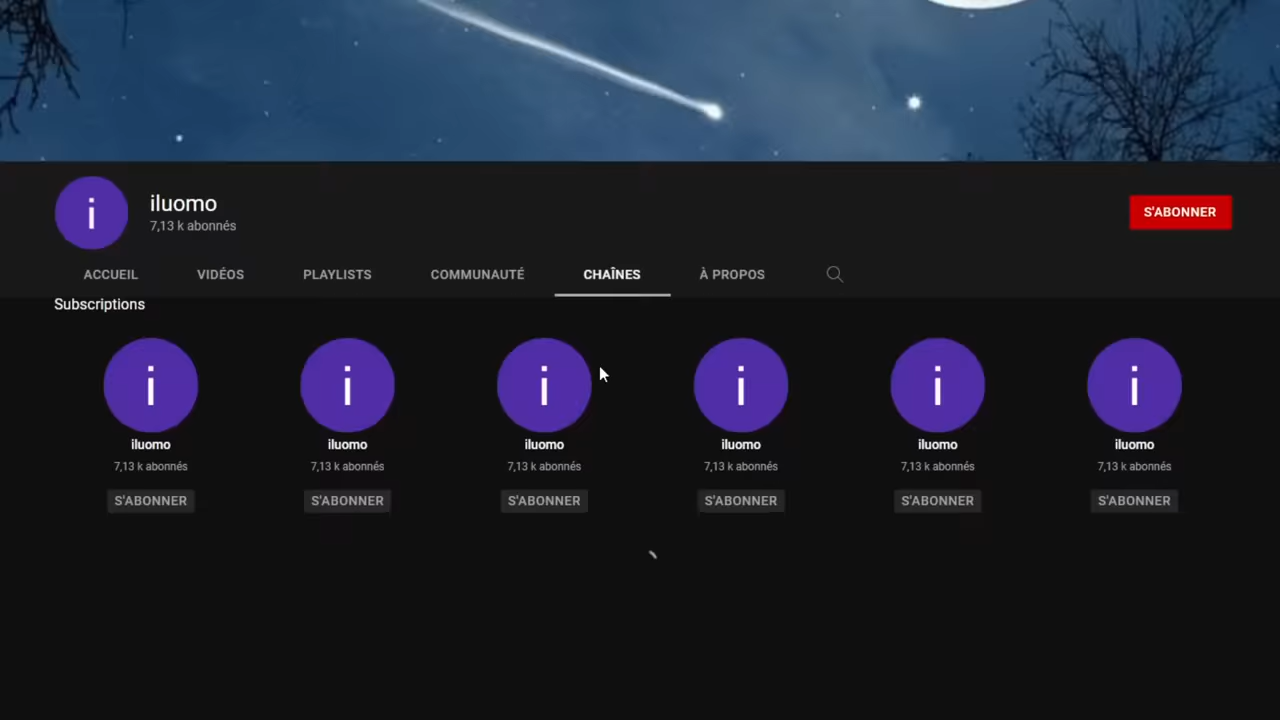 i
iluomo
7,13 k abonnés
S'ABONNER
ACCUEIL VIDÉOS PLAYLISTS COMMUNAUTÉ CHAÎNES À PROPOS
Subscriptions
i i i i i i
iluomo iluomo iluomo iluomo iluomo iluomo
7,13 k abonnés 7,13 k abonnés 7,13 k abonnés 7,13 k abonnés 7,13 k abonnés 7,13 k abonnés
S'ABONNER S'ABONNER S'ABONNER S'ABONNER S'ABONNER S'ABONNER